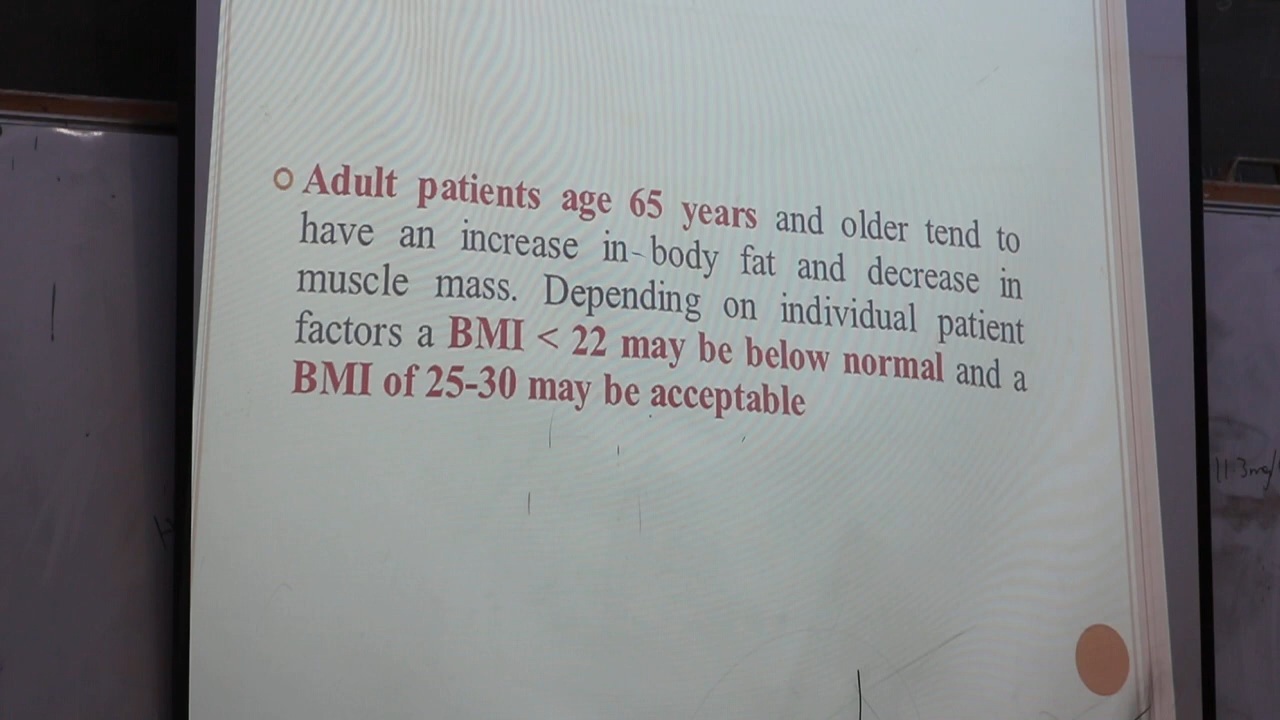 Adult patients age 65 years and older tend to
have an increase in body fat and decrease in
muscle mass. Depending on individual patient
factors a BMI < 22 may be below normal and a
BMI of 25-30 may be acceptable